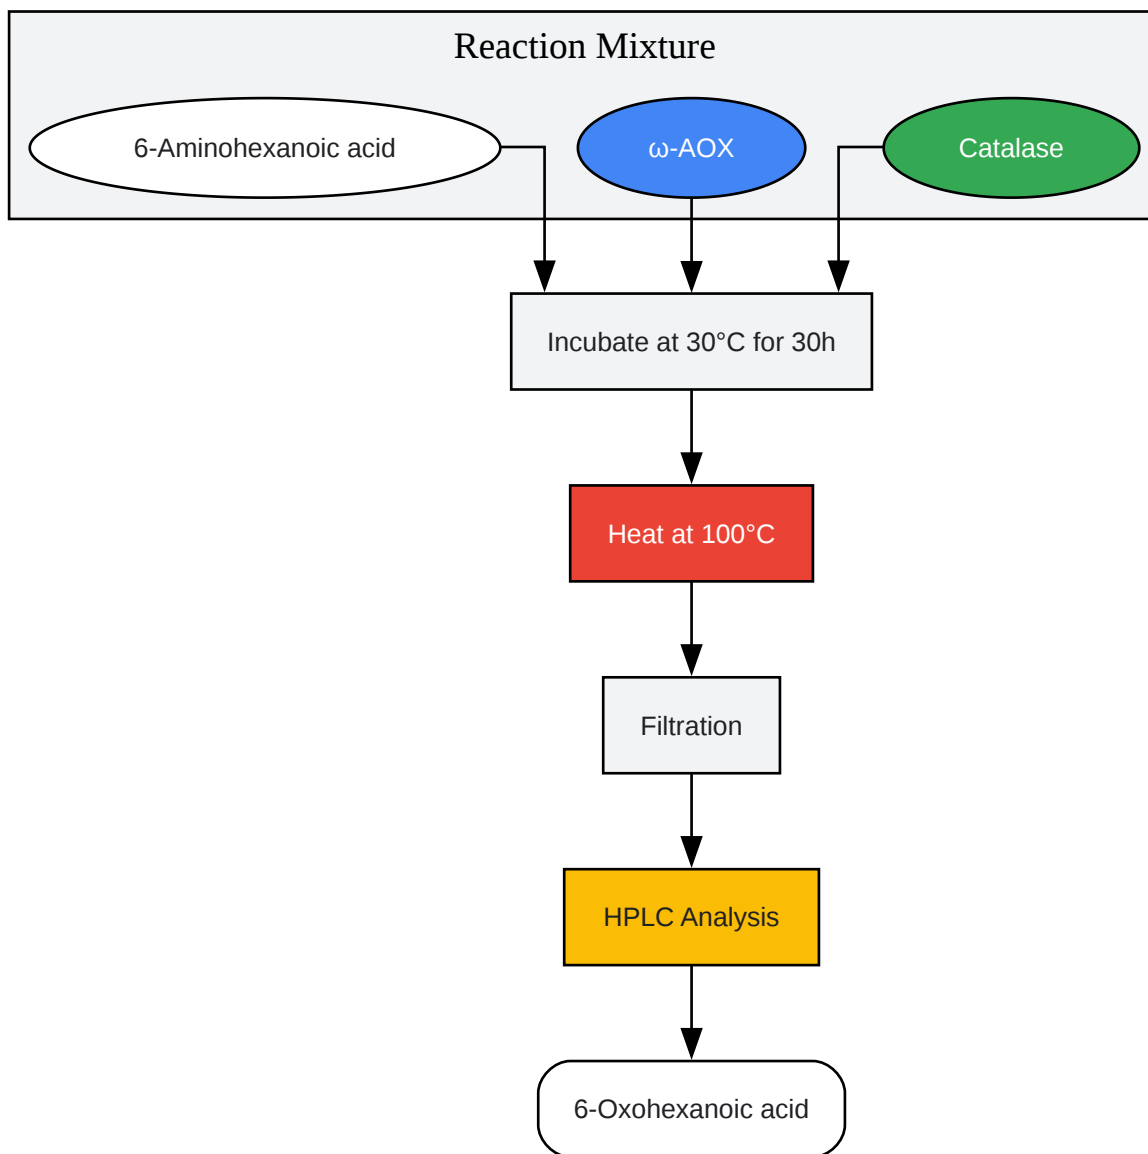 Reaction Mixture
6-Aminohexanoic acid
ω-AOX
Catalase
Incubate at 30°C for 30h
Heat at 100°C
Filtration
HPLC Analysis
6-Oxohexanoic acid